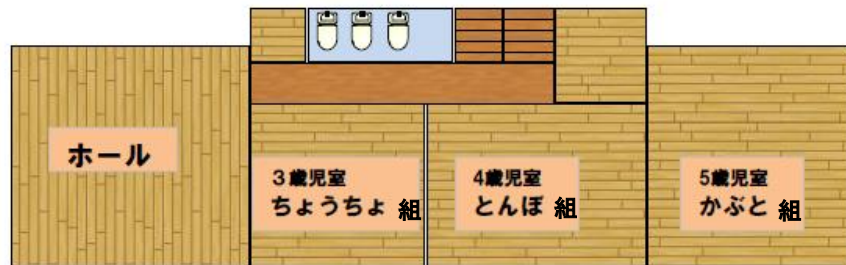 ホール
３歳児室
ちょうちょ 組
4歳児室
とんぼ 組
5歳児室
かぶと 組